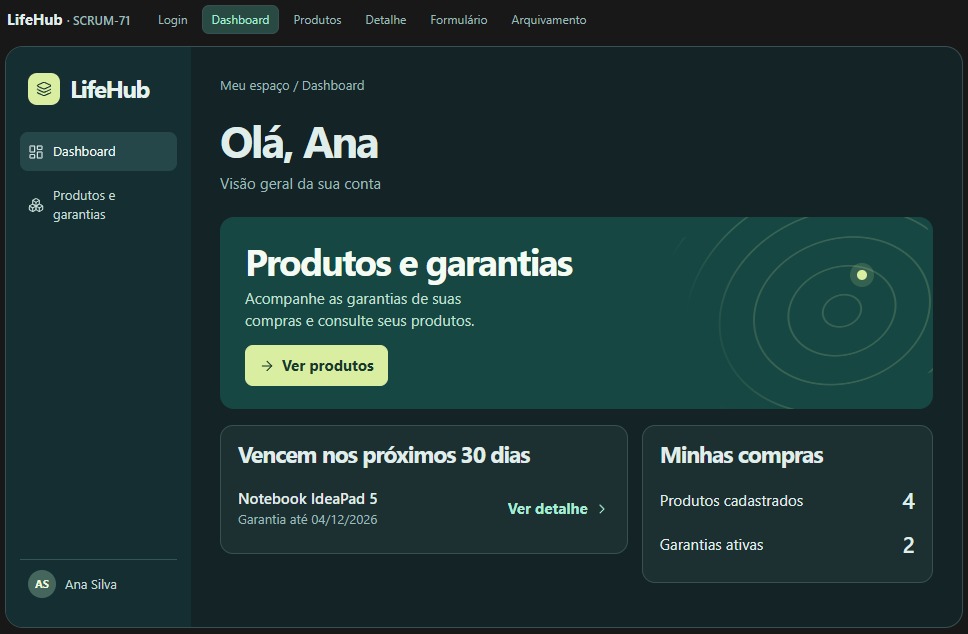 LifeHub · SCRUM-71 Login Dashboard Produtos Detalhe Formulário Arquivamento
LifeHub
Dashboard
Produtos e
garantias
AS Ana Silva
Meu espaço / Dashboard
Olá, Ana
Visão geral da sua conta
Produtos e garantias
Acompanhe as garantias de suas
compras e consulte seus produtos.
→ Ver produtos
Vencem nos próximos 30 dias
Notebook IdeaPad 5
Garantia até 04/12/2026
Ver detalhe
Minhas compras
Produtos cadastrados 4
Garantias ativas 2